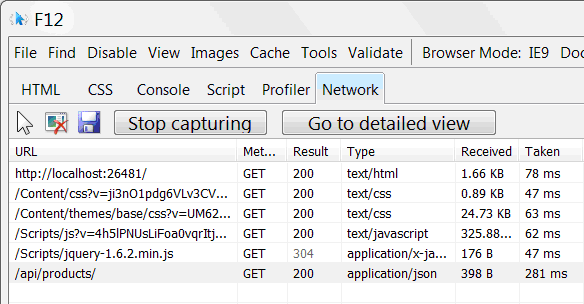 F12
File Find Disable View Images Cache Tools Validate Browser Mode: IE9 Doc
HTML CSS Console Script Profiler Network
Stop capturing Go to detailed view
URL Met... Result Type Received Taken
http://localhost:26481/ GET 200 text/html 1.66 KB 78 ms
/Content/css?v=ji3nO1pdg6VLv3CV... GET 200 text/css 0.89 KB 47 ms
/Content/themes/base/css?v=UM62... GET 200 text/css 24.73 KB 63 ms
/Scripts/js?v=4h5lPNUsLiFoa0vqrItj... GET 200 text/javascript 325.88... 62 ms
/Scripts/jquery-1.6.2.min.js GET 304 application/x-ja... 176 B 47 ms
/api/products/ GET 200 application/json 398 B 281 ms